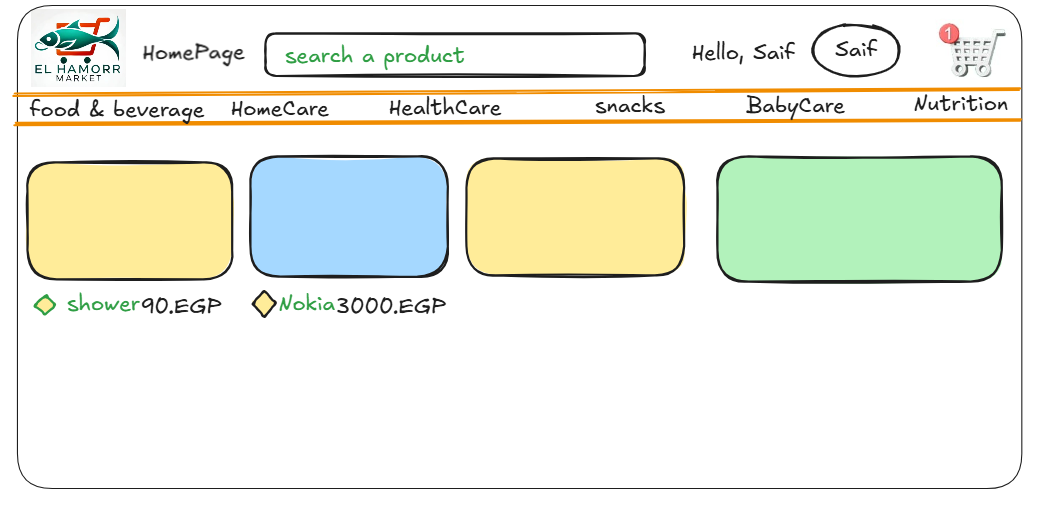 EL HAMORR
MARKET
HomePage
search a product
Hello, Saif
Saif
1
food & beverage HomeCare HealthCare snacks BabyCare Nutrition
shower90.EGP
Nokia3000.EGP